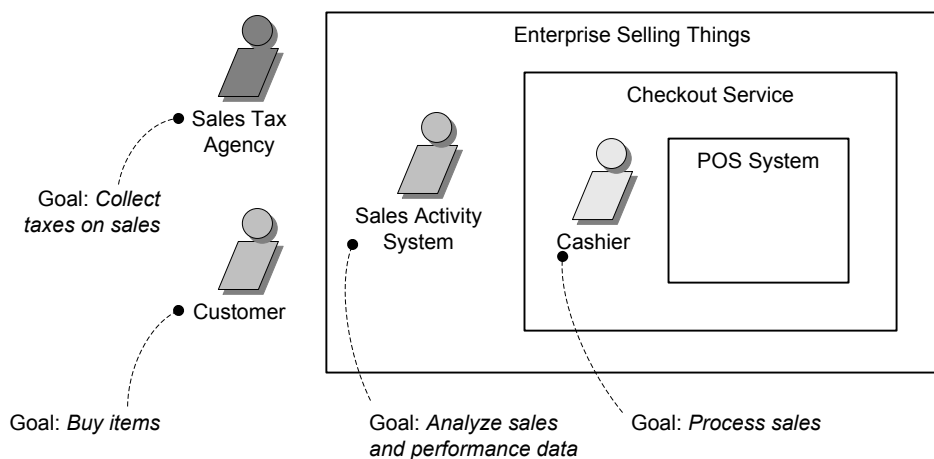 Enterprise Selling Things
Checkout Service
POS System
Sales Tax
Agency
Goal: Collect
taxes on sales
Sales Activity
System
Cashier
Customer
Goal: Buy items
Goal: Analyze sales
and performance data
Goal: Process sales